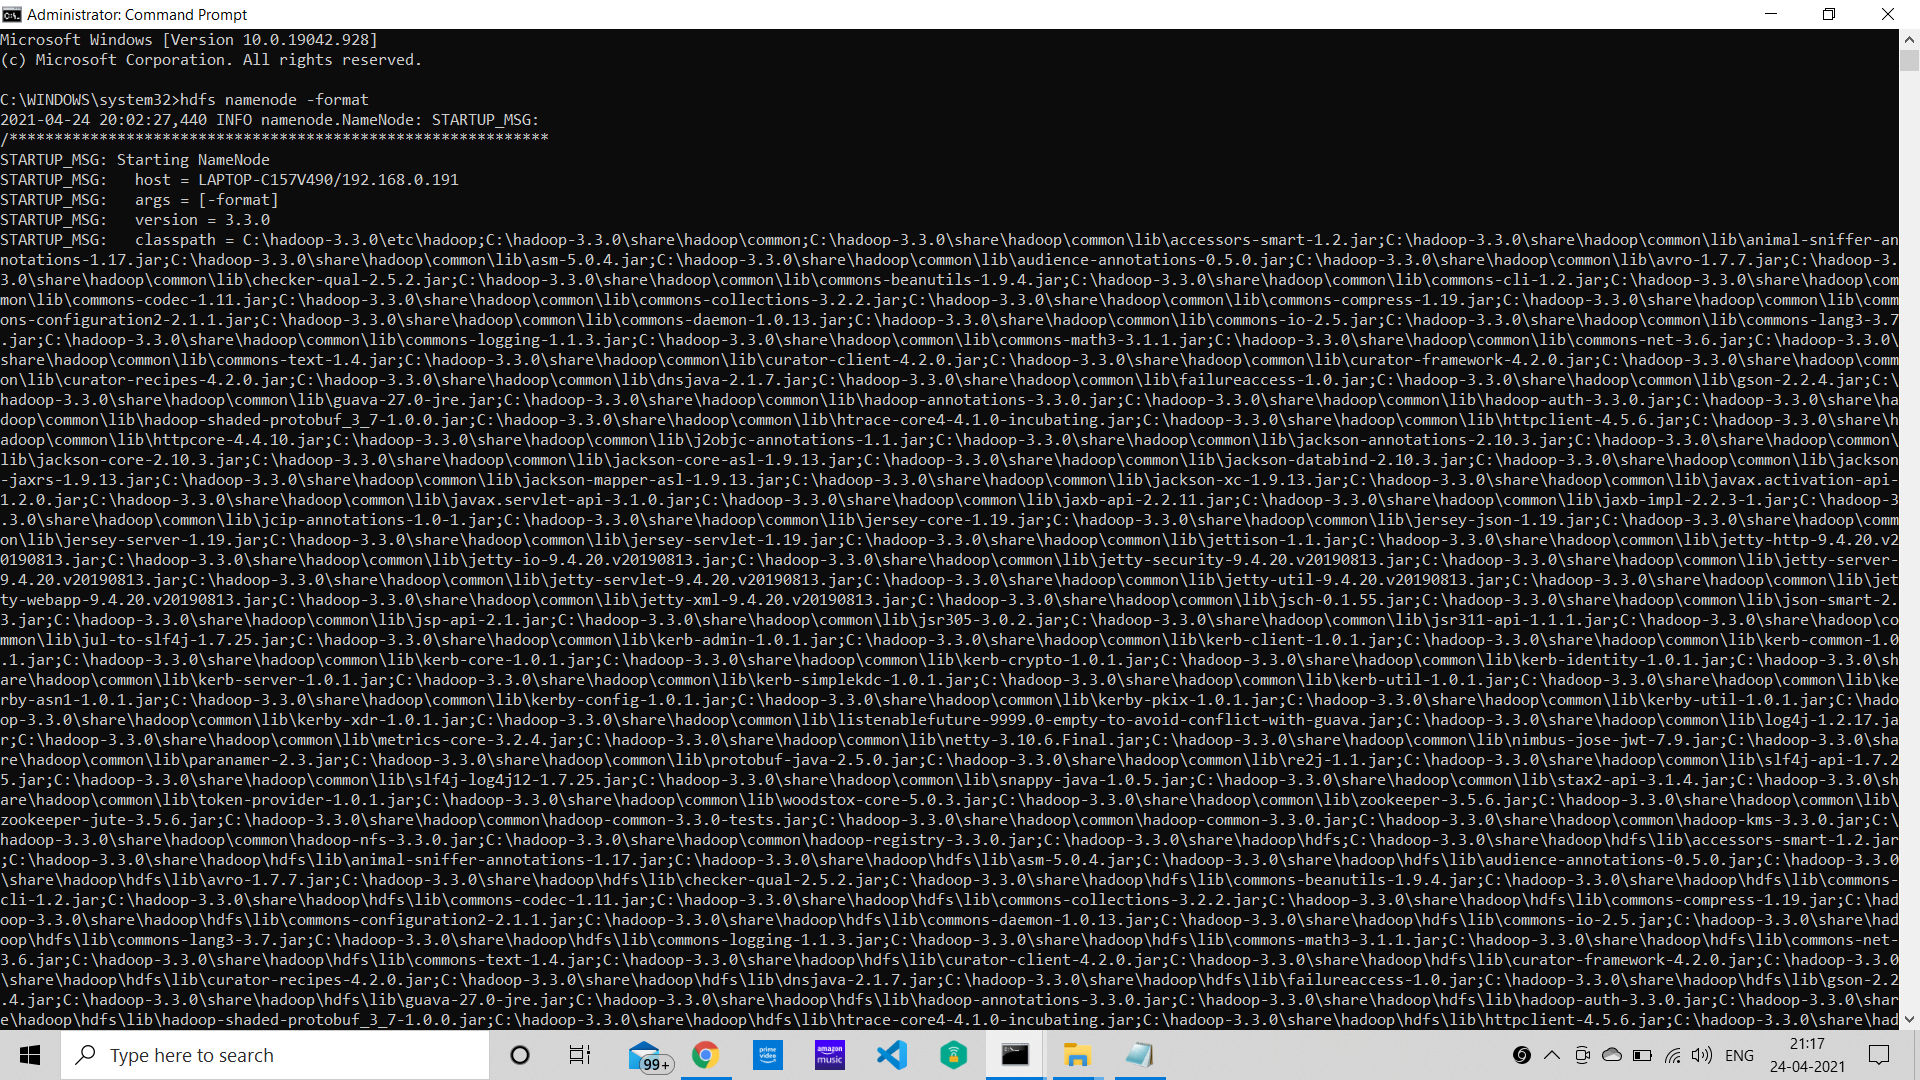 Administrator: Command Prompt
Microsoft Windows [Version 10.0.19042.928]
(c) Microsoft Corporation. All rights reserved.
C:\WINDOWS\system32>hdfs namenode -format
2021-04-24 20:02:27,440 INFO namenode.NameNode: STARTUP_MSG:
/************************************************************
STARTUP_MSG: Starting NameNode
STARTUP_MSG:   host = LAPTOP-C157V490/192.168.0.191
STARTUP_MSG:   args = [-format]
STARTUP_MSG:   version = 3.3.0
STARTUP_MSG:   classpath = C:\hadoop-3.3.0\etc\hadoop;C:\hadoop-3.3.0\share\hadoop\common;C:\hadoop-3.3.0\share\hadoop\common\lib\accessors-smart-1.2.jar;C:\hadoop-3.3.0\share\hadoop\common\lib\animal-sniffer-an
notations-1.17.jar;C:\hadoop-3.3.0\share\hadoop\common\lib\asm-5.0.4.jar;C:\hadoop-3.3.0\share\hadoop\common\lib\audience-annotations-0.5.0.jar;C:\hadoop-3.3.0\share\hadoop\common\lib\avro-1.7.7.jar;C:\hadoop-3.
3.0\share\hadoop\common\lib\checker-qual-2.5.2.jar;C:\hadoop-3.3.0\share\hadoop\common\lib\commons-beanutils-1.9.4.jar;C:\hadoop-3.3.0\share\hadoop\common\lib\commons-cli-1.2.jar;C:\hadoop-3.3.0\share\hadoop\com
mon\lib\commons-codec-1.11.jar;C:\hadoop-3.3.0\share\hadoop\common\lib\commons-collections-3.2.2.jar;C:\hadoop-3.3.0\share\hadoop\common\lib\commons-compress-1.19.jar;C:\hadoop-3.3.0\share\hadoop\common\lib\comm
ons-configuration2-2.1.1.jar;C:\hadoop-3.3.0\share\hadoop\common\lib\commons-daemon-1.0.13.jar;C:\hadoop-3.3.0\share\hadoop\common\lib\commons-io-2.5.jar;C:\hadoop-3.3.0\share\hadoop\common\lib\commons-lang3-3.7
.jar;C:\hadoop-3.3.0\share\hadoop\common\lib\commons-logging-1.1.3.jar;C:\hadoop-3.3.0\share\hadoop\common\lib\commons-math3-3.1.1.jar;C:\hadoop-3.3.0\share\hadoop\common\lib\commons-net-3.6.jar;C:\hadoop-3.3.0\
share\hadoop\common\lib\commons-text-1.4.jar;C:\hadoop-3.3.0\share\hadoop\common\lib\curator-client-4.2.0.jar;C:\hadoop-3.3.0\share\hadoop\common\lib\curator-framework-4.2.0.jar;C:\hadoop-3.3.0\share\hadoop\comm
on\lib\curator-recipes-4.2.0.jar;C:\hadoop-3.3.0\share\hadoop\common\lib\dnsjava-2.1.7.jar;C:\hadoop-3.3.0\share\hadoop\common\lib\failureaccess-1.0.jar;C:\hadoop-3.3.0\share\hadoop\common\lib\gson-2.2.4.jar;C:\
hadoop-3.3.0\share\hadoop\common\lib\guava-27.0-jre.jar;C:\hadoop-3.3.0\share\hadoop\common\lib\hadoop-annotations-3.3.0.jar;C:\hadoop-3.3.0\share\hadoop\common\lib\hadoop-auth-3.3.0.jar;C:\hadoop-3.3.0\share\ha
doop\common\lib\hadoop-shaded-protobuf_3_7-1.0.0.jar;C:\hadoop-3.3.0\share\hadoop\common\lib\htrace-core4-4.1.0-incubating.jar;C:\hadoop-3.3.0\share\hadoop\common\lib\httpclient-4.5.6.jar;C:\hadoop-3.3.0\share\h
adoop\common\lib\httpcore-4.4.10.jar;C:\hadoop-3.3.0\share\hadoop\common\lib\j2objc-annotations-1.1.jar;C:\hadoop-3.3.0\share\hadoop\common\lib\jackson-annotations-2.10.3.jar;C:\hadoop-3.3.0\share\hadoop\common\
lib\jackson-core-2.10.3.jar;C:\hadoop-3.3.0\share\hadoop\common\lib\jackson-core-asl-1.9.13.jar;C:\hadoop-3.3.0\share\hadoop\common\lib\jackson-databind-2.10.3.jar;C:\hadoop-3.3.0\share\hadoop\common\lib\jackson
-jaxrs-1.9.13.jar;C:\hadoop-3.3.0\share\hadoop\common\lib\jackson-mapper-asl-1.9.13.jar;C:\hadoop-3.3.0\share\hadoop\common\lib\jackson-xc-1.9.13.jar;C:\hadoop-3.3.0\share\hadoop\common\lib\javax.activation-api-
1.2.0.jar;C:\hadoop-3.3.0\share\hadoop\common\lib\javax.servlet-api-3.1.0.jar;C:\hadoop-3.3.0\share\hadoop\common\lib\jaxb-api-2.2.11.jar;C:\hadoop-3.3.0\share\hadoop\common\lib\jaxb-impl-2.2.3-1.jar;C:\hadoop-3
.3.0\share\hadoop\common\lib\jcip-annotations-1.0-1.jar;C:\hadoop-3.3.0\share\hadoop\common\lib\jersey-core-1.19.jar;C:\hadoop-3.3.0\share\hadoop\common\lib\jersey-json-1.19.jar;C:\hadoop-3.3.0\share\hadoop\comm
on\lib\jersey-server-1.19.jar;C:\hadoop-3.3.0\share\hadoop\common\lib\jersey-servlet-1.19.jar;C:\hadoop-3.3.0\share\hadoop\common\lib\jettison-1.1.jar;C:\hadoop-3.3.0\share\hadoop\common\lib\jetty-http-9.4.20.v2
0190813.jar;C:\hadoop-3.3.0\share\hadoop\common\lib\jetty-io-9.4.20.v20190813.jar;C:\hadoop-3.3.0\share\hadoop\common\lib\jetty-security-9.4.20.v20190813.jar;C:\hadoop-3.3.0\share\hadoop\common\lib\jetty-server-
9.4.20.v20190813.jar;C:\hadoop-3.3.0\share\hadoop\common\lib\jetty-servlet-9.4.20.v20190813.jar;C:\hadoop-3.3.0\share\hadoop\common\lib\jetty-util-9.4.20.v20190813.jar;C:\hadoop-3.3.0\share\hadoop\common\lib\jet
ty-webapp-9.4.20.v20190813.jar;C:\hadoop-3.3.0\share\hadoop\common\lib\jetty-xml-9.4.20.v20190813.jar;C:\hadoop-3.3.0\share\hadoop\common\lib\jsch-0.1.55.jar;C:\hadoop-3.3.0\share\hadoop\common\lib\json-smart-2.
3.jar;C:\hadoop-3.3.0\share\hadoop\common\lib\jsp-api-2.1.jar;C:\hadoop-3.3.0\share\hadoop\common\lib\jsr305-3.0.2.jar;C:\hadoop-3.3.0\share\hadoop\common\lib\jsr311-api-1.1.1.jar;C:\hadoop-3.3.0\share\hadoop\co
mmon\lib\jul-to-slf4j-1.7.25.jar;C:\hadoop-3.3.0\share\hadoop\common\lib\kerb-admin-1.0.1.jar;C:\hadoop-3.3.0\share\hadoop\common\lib\kerb-client-1.0.1.jar;C:\hadoop-3.3.0\share\hadoop\common\lib\kerb-common-1.0
.1.jar;C:\hadoop-3.3.0\share\hadoop\common\lib\kerb-core-1.0.1.jar;C:\hadoop-3.3.0\share\hadoop\common\lib\kerb-crypto-1.0.1.jar;C:\hadoop-3.3.0\share\hadoop\common\lib\kerb-identity-1.0.1.jar;C:\hadoop-3.3.0\sh
are\hadoop\common\lib\kerb-server-1.0.1.jar;C:\hadoop-3.3.0\share\hadoop\common\lib\kerb-simplekdc-1.0.1.jar;C:\hadoop-3.3.0\share\hadoop\common\lib\kerb-util-1.0.1.jar;C:\hadoop-3.3.0\share\hadoop\common\lib\ke
rby-asn1-1.0.1.jar;C:\hadoop-3.3.0\share\hadoop\common\lib\kerby-config-1.0.1.jar;C:\hadoop-3.3.0\share\hadoop\common\lib\kerby-pkix-1.0.1.jar;C:\hadoop-3.3.0\share\hadoop\common\lib\kerby-util-1.0.1.jar;C:\hado
op-3.3.0\share\hadoop\common\lib\kerby-xdr-1.0.1.jar;C:\hadoop-3.3.0\share\hadoop\common\lib\listenablefuture-9999.0-empty-to-avoid-conflict-with-guava.jar;C:\hadoop-3.3.0\share\hadoop\common\lib\log4j-1.2.17.ja
r;C:\hadoop-3.3.0\share\hadoop\common\lib\metrics-core-3.2.4.jar;C:\hadoop-3.3.0\share\hadoop\common\lib\netty-3.10.6.Final.jar;C:\hadoop-3.3.0\share\hadoop\common\lib\nimbus-jose-jwt-7.9.jar;C:\hadoop-3.3.0\sha
re\hadoop\common\lib\paranamer-2.3.jar;C:\hadoop-3.3.0\share\hadoop\common\lib\protobuf-java-2.5.0.jar;C:\hadoop-3.3.0\share\hadoop\common\lib\re2j-1.1.jar;C:\hadoop-3.3.0\share\hadoop\common\lib\slf4j-api-1.7.2
5.jar;C:\hadoop-3.3.0\share\hadoop\common\lib\slf4j-log4j12-1.7.25.jar;C:\hadoop-3.3.0\share\hadoop\common\lib\snappy-java-1.0.5.jar;C:\hadoop-3.3.0\share\hadoop\common\lib\stax2-api-3.1.4.jar;C:\hadoop-3.3.0\sh
are\hadoop\common\lib\token-provider-1.0.1.jar;C:\hadoop-3.3.0\share\hadoop\common\lib\woodstox-core-5.0.3.jar;C:\hadoop-3.3.0\share\hadoop\common\lib\zookeeper-3.5.6.jar;C:\hadoop-3.3.0\share\hadoop\common\lib\
zookeeper-jute-3.5.6.jar;C:\hadoop-3.3.0\share\hadoop\common\hadoop-common-3.3.0-tests.jar;C:\hadoop-3.3.0\share\hadoop\common\hadoop-common-3.3.0.jar;C:\hadoop-3.3.0\share\hadoop\common\hadoop-kms-3.3.0.jar;C:\
hadoop-3.3.0\share\hadoop\common\hadoop-nfs-3.3.0.jar;C:\hadoop-3.3.0\share\hadoop\common\hadoop-registry-3.3.0.jar;C:\hadoop-3.3.0\share\hadoop\hdfs;C:\hadoop-3.3.0\share\hadoop\hdfs\lib\accessors-smart-1.2.jar
;C:\hadoop-3.3.0\share\hadoop\hdfs\lib\animal-sniffer-annotations-1.17.jar;C:\hadoop-3.3.0\share\hadoop\hdfs\lib\asm-5.0.4.jar;C:\hadoop-3.3.0\share\hadoop\hdfs\lib\audience-annotations-0.5.0.jar;C:\hadoop-3.3.0
\share\hadoop\hdfs\lib\avro-1.7.7.jar;C:\hadoop-3.3.0\share\hadoop\hdfs\lib\checker-qual-2.5.2.jar;C:\hadoop-3.3.0\share\hadoop\hdfs\lib\commons-beanutils-1.9.4.jar;C:\hadoop-3.3.0\share\hadoop\hdfs\lib\commons-
cli-1.2.jar;C:\hadoop-3.3.0\share\hadoop\hdfs\lib\commons-codec-1.11.jar;C:\hadoop-3.3.0\share\hadoop\hdfs\lib\commons-collections-3.2.2.jar;C:\hadoop-3.3.0\share\hadoop\hdfs\lib\commons-compress-1.19.jar;C:\had
oop-3.3.0\share\hadoop\hdfs\lib\commons-configuration2-2.1.1.jar;C:\hadoop-3.3.0\share\hadoop\hdfs\lib\commons-daemon-1.0.13.jar;C:\hadoop-3.3.0\share\hadoop\hdfs\lib\commons-io-2.5.jar;C:\hadoop-3.3.0\share\had
oop\hdfs\lib\commons-lang3-3.7.jar;C:\hadoop-3.3.0\share\hadoop\hdfs\lib\commons-logging-1.1.3.jar;C:\hadoop-3.3.0\share\hadoop\hdfs\lib\commons-math3-3.1.1.jar;C:\hadoop-3.3.0\share\hadoop\hdfs\lib\commons-net-
3.6.jar;C:\hadoop-3.3.0\share\hadoop\hdfs\lib\commons-text-1.4.jar;C:\hadoop-3.3.0\share\hadoop\hdfs\lib\curator-client-4.2.0.jar;C:\hadoop-3.3.0\share\hadoop\hdfs\lib\curator-framework-4.2.0.jar;C:\hadoop-3.3.0
\share\hadoop\hdfs\lib\curator-recipes-4.2.0.jar;C:\hadoop-3.3.0\share\hadoop\hdfs\lib\dnsjava-2.1.7.jar;C:\hadoop-3.3.0\share\hadoop\hdfs\lib\failureaccess-1.0.jar;C:\hadoop-3.3.0\share\hadoop\hdfs\lib\gson-2.2
.4.jar;C:\hadoop-3.3.0\share\hadoop\hdfs\lib\guava-27.0-jre.jar;C:\hadoop-3.3.0\share\hadoop\hdfs\lib\hadoop-annotations-3.3.0.jar;C:\hadoop-3.3.0\share\hadoop\hdfs\lib\hadoop-auth-3.3.0.jar;C:\hadoop-3.3.0\shar
e\hadoop\hdfs\lib\hadoop-shaded-protobuf_3_7-1.0.0.jar;C:\hadoop-3.3.0\share\hadoop\hdfs\lib\htrace-core4-4.1.0-incubating.jar;C:\hadoop-3.3.0\share\hadoop\hdfs\lib\httpclient-4.5.6.jar;C:\hadoop-3.3.0\share\had
Type here to search
99+
prime video
amazon music
ENG
21:17
24-04-2021